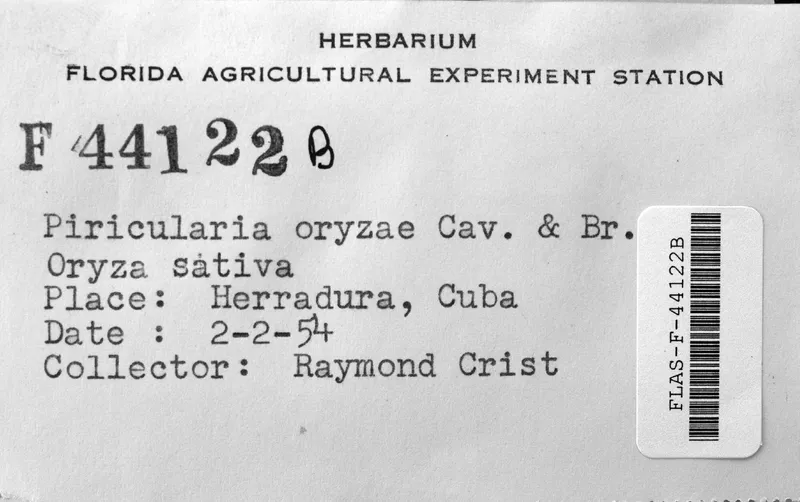 HERBARIUM
FLORIDA AGRICULTURAL EXPERIMENT STATION
F 44122 B
Piricularia oryzae Cav. & Br.
Oryza sativa
Place: Herradura, Cuba
Date : 2-2-54
Collector: Raymond Crist
FLAS-F-44122B